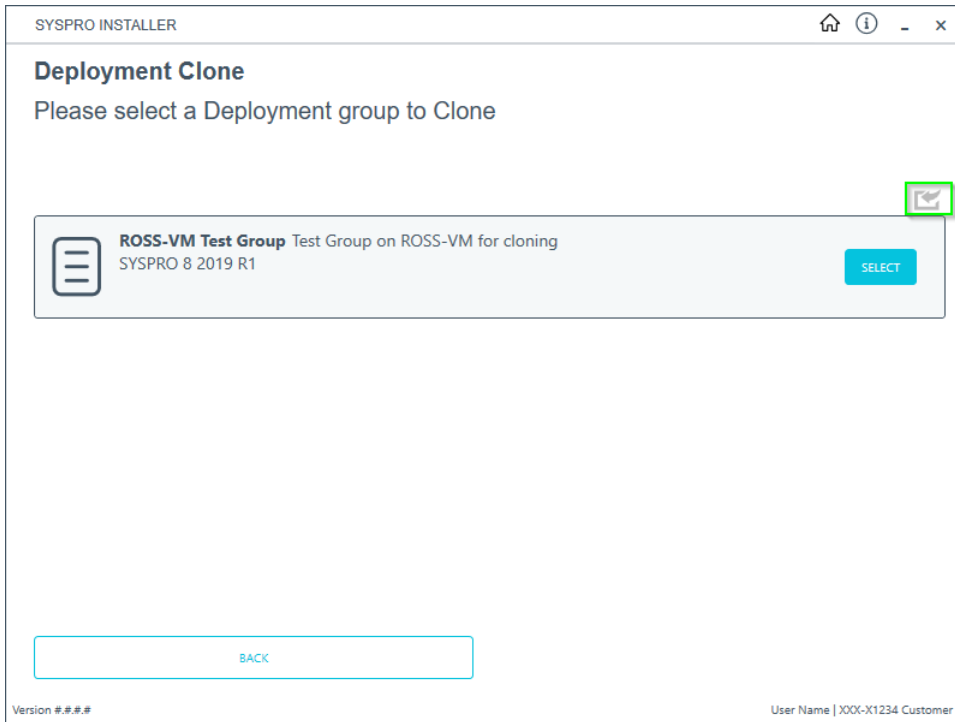 SYSPRO INSTALLER
Deployment Clone
Please select a Deployment group to Clone
ROSS-VM Test Group Test Group on ROSS-VM for cloning
SYSPRO 8 2019 R1
SELECT
BACK
Version #.#.#.#
User Name | XXX-X1234 Customer